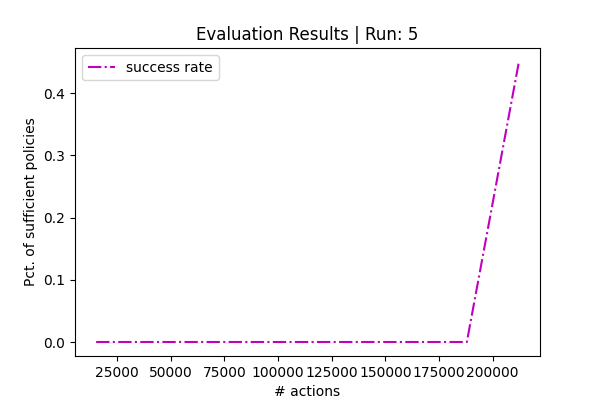 Evaluation Results | Run: 5
success rate
Pct. of sufficient policies
0.4
0.3
0.2
0.1
0.0
25000 50000 75000 100000 125000 150000 175000 200000
# actions